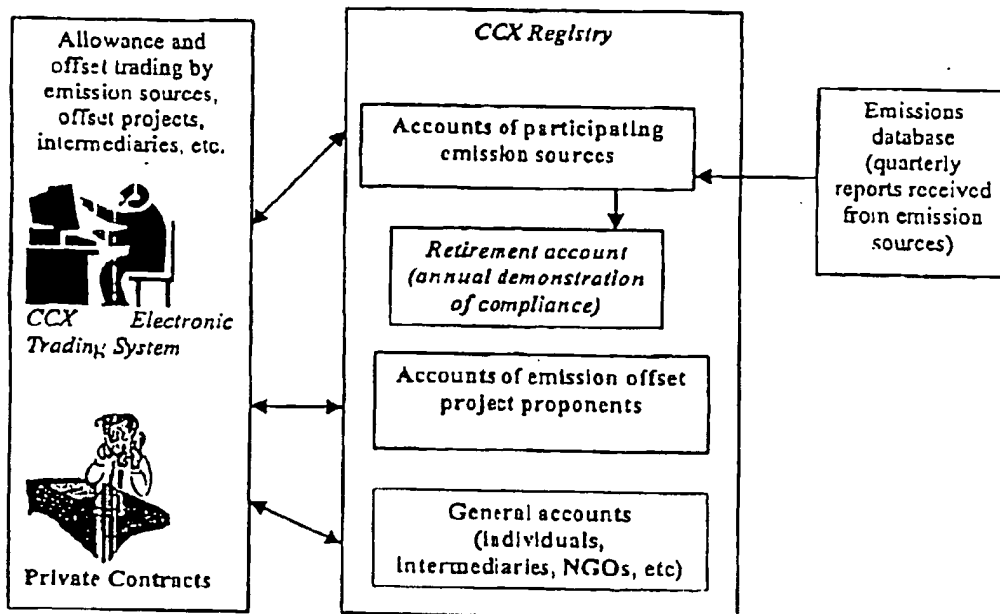 Allowance and
offset trading by
emission sources,
offset projects,
intermediaries, etc.
CCX Electronic
Trading System
Private Contracts
CCX Registry
Accounts of participating
emission sources
Retirement account
(annual demonstration
of compliance)
Accounts of emission offset
project proponents
General accounts
(individuals,
intermediaries, NGOs, etc)
Emissions
database
(quarterly
reports received
from emission
sources)